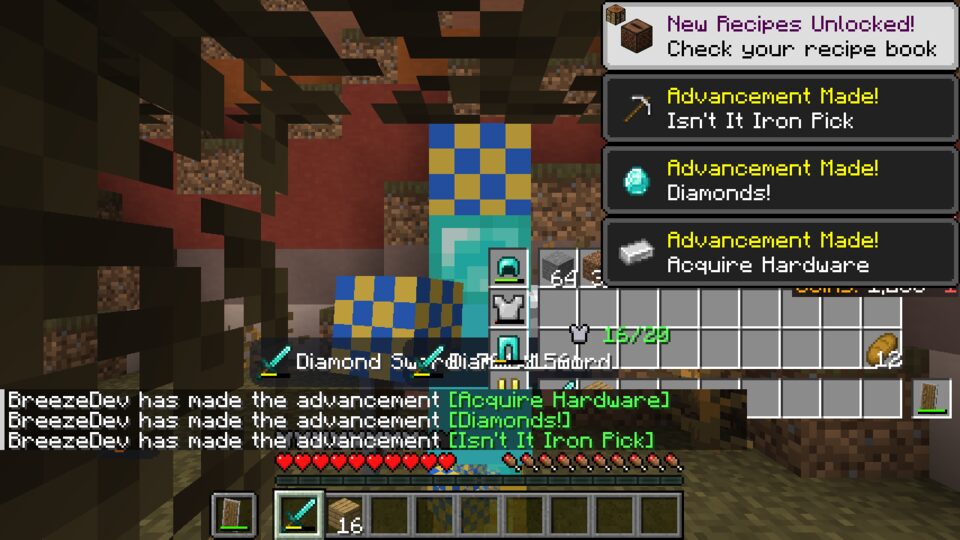 New Recipes Unlocked!
Check your recipe book
Advancement Made!
Isn't It Iron Pick
Advancement Made!
Diamonds!
Advancement Made!
Acquire Hardware
64
16/20
12
Diamond Sword
BreezeDev has made the advancement [Acquire Hardware]
BreezeDev has made the advancement [Diamonds!]
BreezeDev has made the advancement [Isn't It Iron Pick]
16